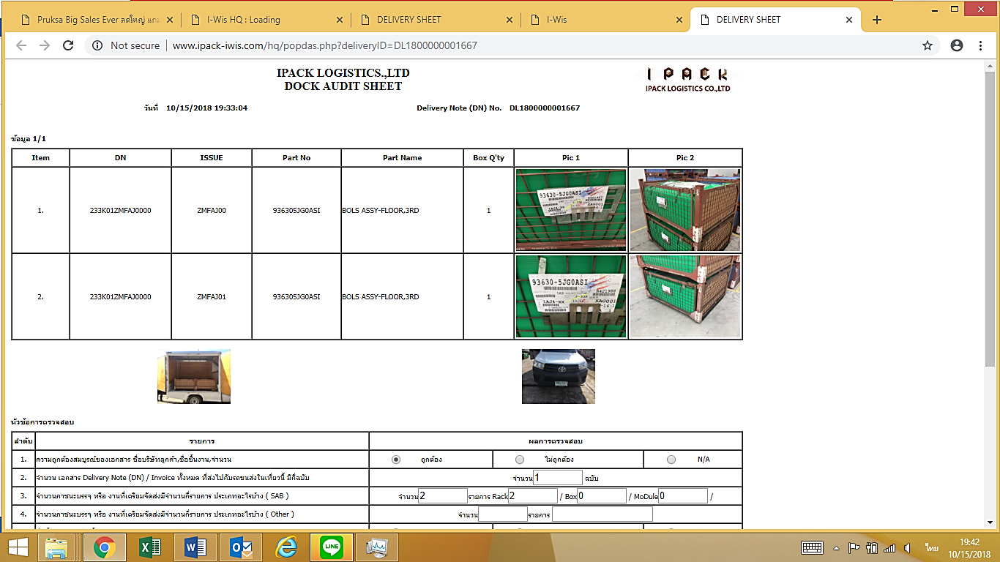 Pruksa Big Sales Ever ลดใหญ่ แถม
I-Wis HQ : Loading
DELIVERY SHEET
I-Wis
DELIVERY SHEET
Not secure
www.ipack-iwis.com/hq/popdas.php?deliveryID=DL1800000001667
IPACK LOGISTICS.,LTD
DOCK AUDIT SHEET
IPACK
IPACK LOGISTICS CO.,LTD
วันที่ 10/15/2018 19:33:04
Delivery Note (DN) No. DL1800000001667
ข้อมูล 1/1
Item DN ISSUE Part No Part Name Box Q'ty Pic 1 Pic 2
1. 233K01ZMFAJ0000 ZMFAJ00 936305JG0ASI BOLS ASSY-FLOOR,3RD 1
93630-5JG0ASI
R421987
1AJ4-XX
XAG001
2. 233K01ZMFAJ0000 ZMFAJ01 936305JG0ASI BOLS ASSY-FLOOR,3RD 1
93630-5JG0ASI
R421988
1AJ4-XX
XAG001
หัวข้อการตรวจสอบ
ลำดับ รายการ ผลการตรวจสอบ
1. ความถูกต้องสมบูรณ์ของเอกสาร ชื่อบริษัทลูกค้า,ชื่อชิ้นงาน,จำนวน ถูกต้อง ไม่ถูกต้อง N/A
2. จำนวน เอกสาร Delivery Note (DN) / Invoice ทั้งหมด ที่ส่งไปกับรถขนส่งในเที่ยวนี้ มีกี่ฉบับ จำนวน 1 ฉบับ
3. จำนวนภาชนะบรรจุ หรือ งานที่เตรียมจัดส่งมีจำนวนกี่รายการ ประเภทอะไรบ้าง ( SAB ) จำนวน 2 รายการ Rack 2 / Box 0 / MoDule 0 /
4. จำนวนภาชนะบรรจุ หรือ งานที่เตรียมจัดส่งมีจำนวนกี่รายการ ประเภทอะไรบ้าง ( Other ) จำนวน รายการ
LINE
ไทย
19:42
10/15/2018